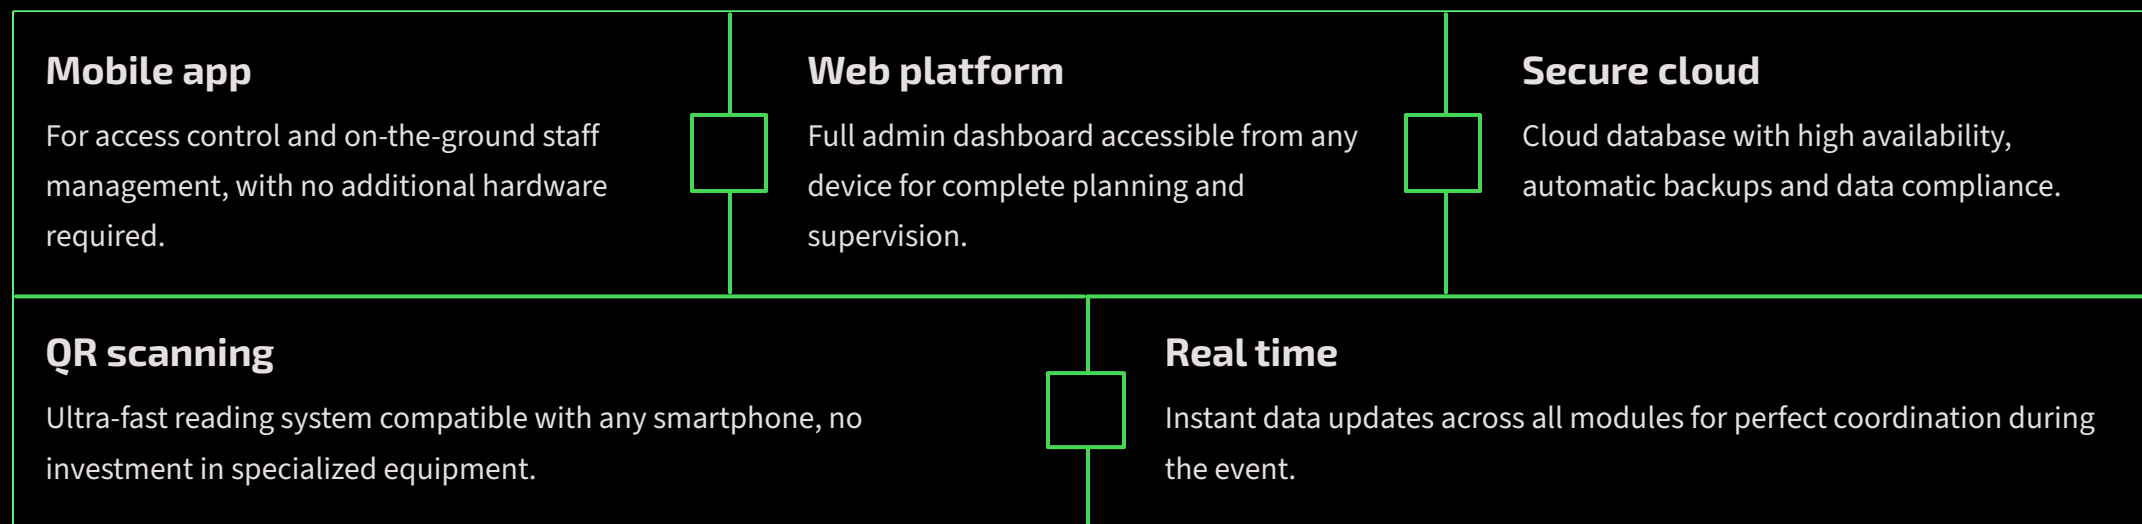 Mobile app
For access control and on-the-ground staff
management, with no additional hardware
required.
Web platform
Full admin dashboard accessible from any
device for complete planning and
supervision.
Secure cloud
Cloud database with high availability,
automatic backups and data compliance.
QR scanning
Ultra-fast reading system compatible with any smartphone, no
investment in specialized equipment.
Real time
Instant data updates across all modules for perfect coordination during
the event.